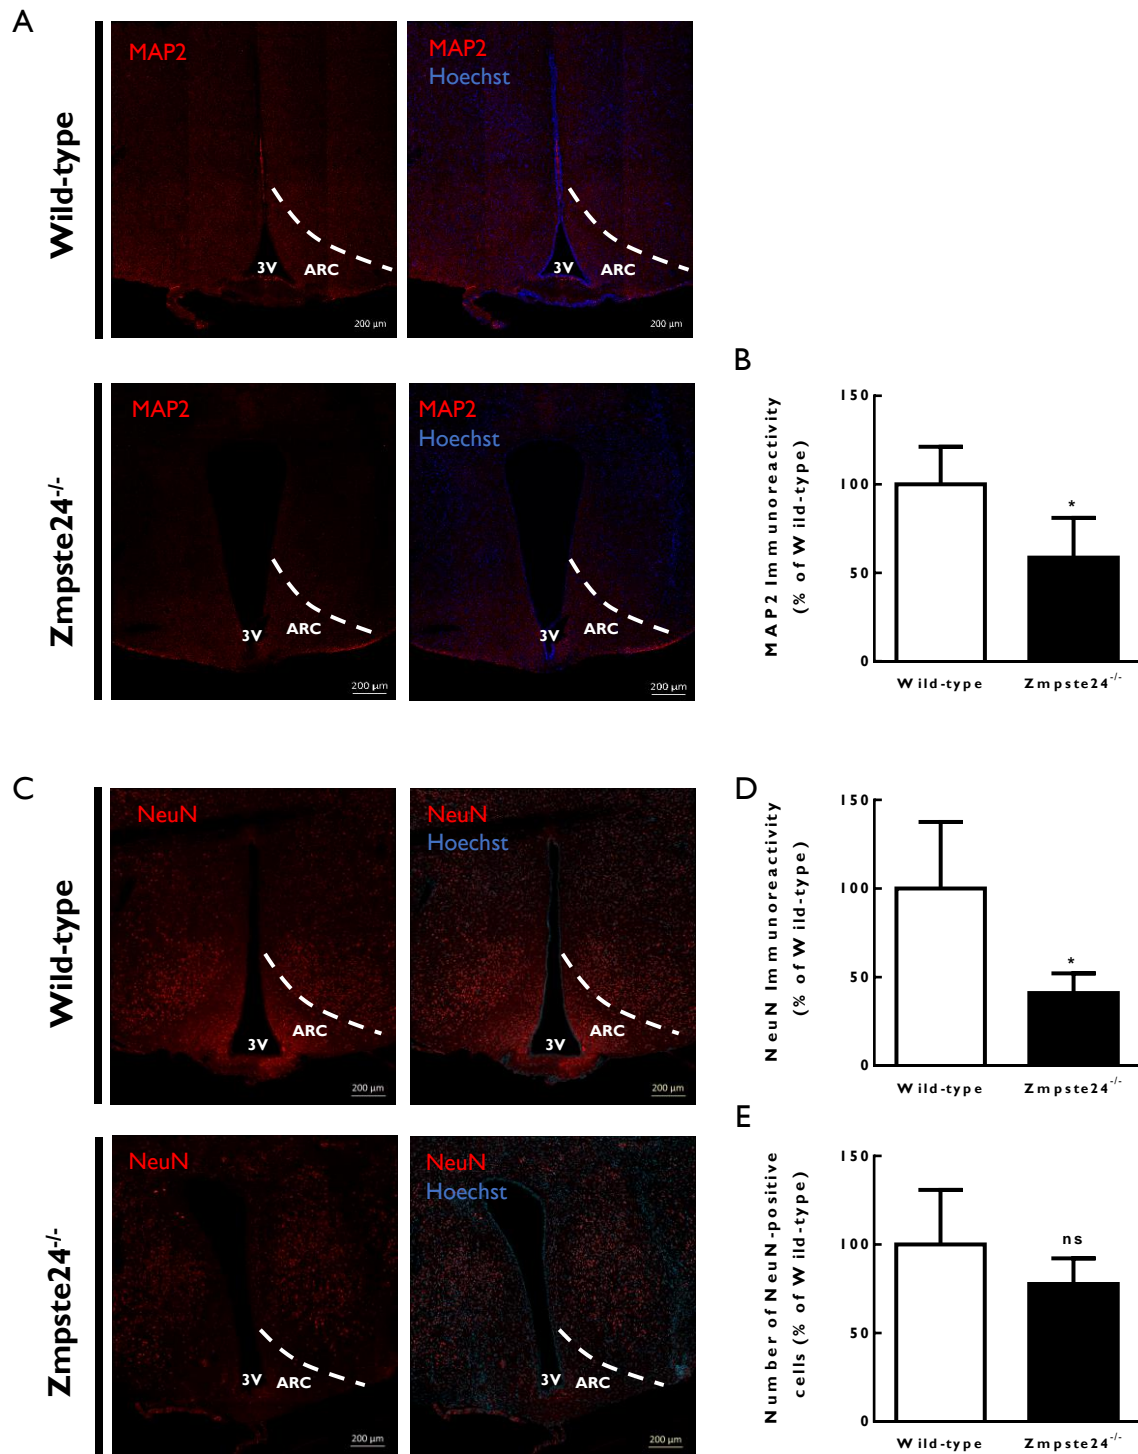 A
Wild-type
MAP2
3V
ARC
200 µm
MAP2
Hoechst
3V
ARC
200 µm
Zmpste24-/-
MAP2
3V
ARC
200 µm
MAP2
Hoechst
3V
ARC
200 µm
B
MAP2 Immunoreactivity
(% of Wild-type)
150
100
50
0
*
Wild-type
Zmpste24-/-
C
Wild-type
NeuN
3V
ARC
200 µm
NeuN
Hoechst
3V
ARC
200 µm
Zmpste24-/-
NeuN
3V
ARC
200 µm
NeuN
Hoechst
3V
ARC
200 µm
D
NeuN Immunoreactivity
(% of Wild-type)
150
100
50
0
*
Wild-type
Zmpste24-/-
E
Number of NeuN-positive
cells (% of Wild-type)
150
100
50
0
ns
Wild-type
Zmpste24-/-